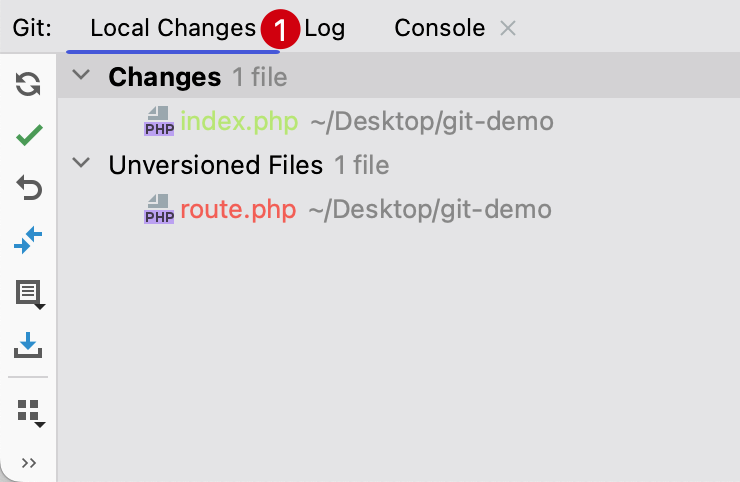 Git: Local Changes 1 Log Console
Changes 1 file
PHP index.php ~/Desktop/git-demo
Unversioned Files 1 file
PHP route.php ~/Desktop/git-demo